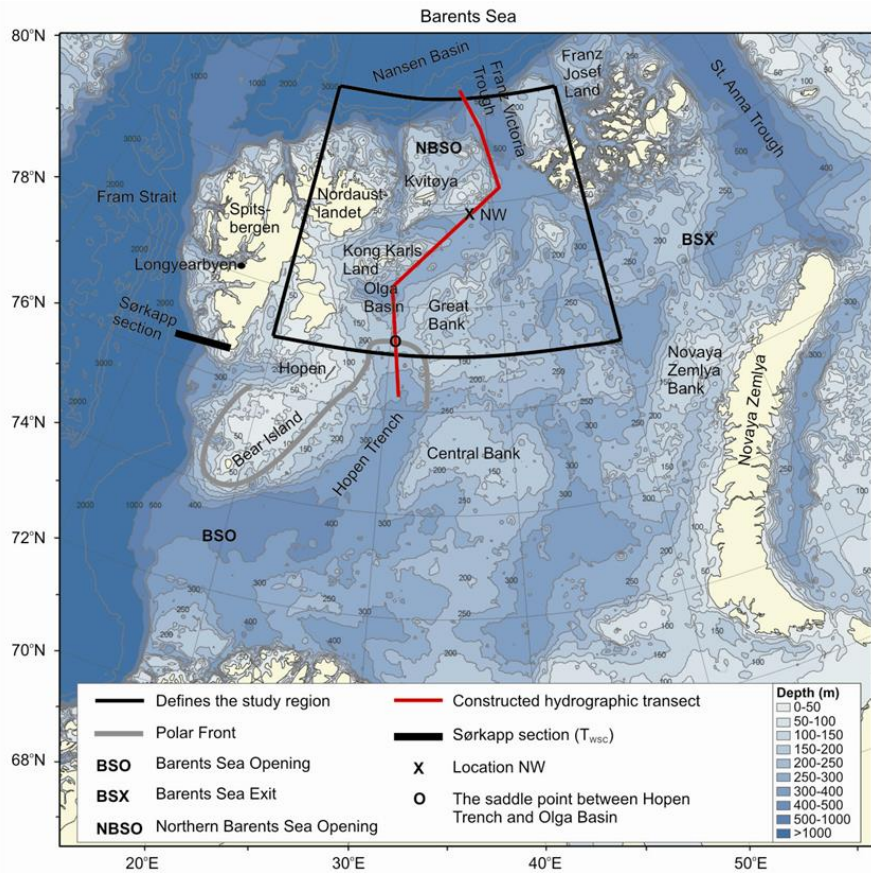 Barents Sea
80°N
78°N
76°N
74°N
72°N
70°N
68°N
20°E
30°E
40°E
50°E
Nansen Basin
Franz Victoria
Trough
Franz
Josef
Land
St. Anna Trough
NBSO
Kvitøya
Fram Strait
Spits-
bergen
Nordaust-
landet
NW
BSX
Longyearbyen
Kong Karls
Land
Olga
Basin
Great
Bank
Sørkapp
section
O
Hopen
Novaya
Zemlya
Bank
Novaya Zemlya
Bear Island
Hopen Trench
Central Bank
BSO
Defines the study region
Polar Front
BSO Barents Sea Opening
BSX Barents Sea Exit
NBSO Northern Barents Sea Opening
Constructed hydrographic transect
Sørkapp section (Twsc)
X Location NW
O The saddle point between Hopen
Trench and Olga Basin
Depth (m)
0-50
50-100
100-150
150-200
200-250
250-300
300-400
400-500
500-1000
>1000